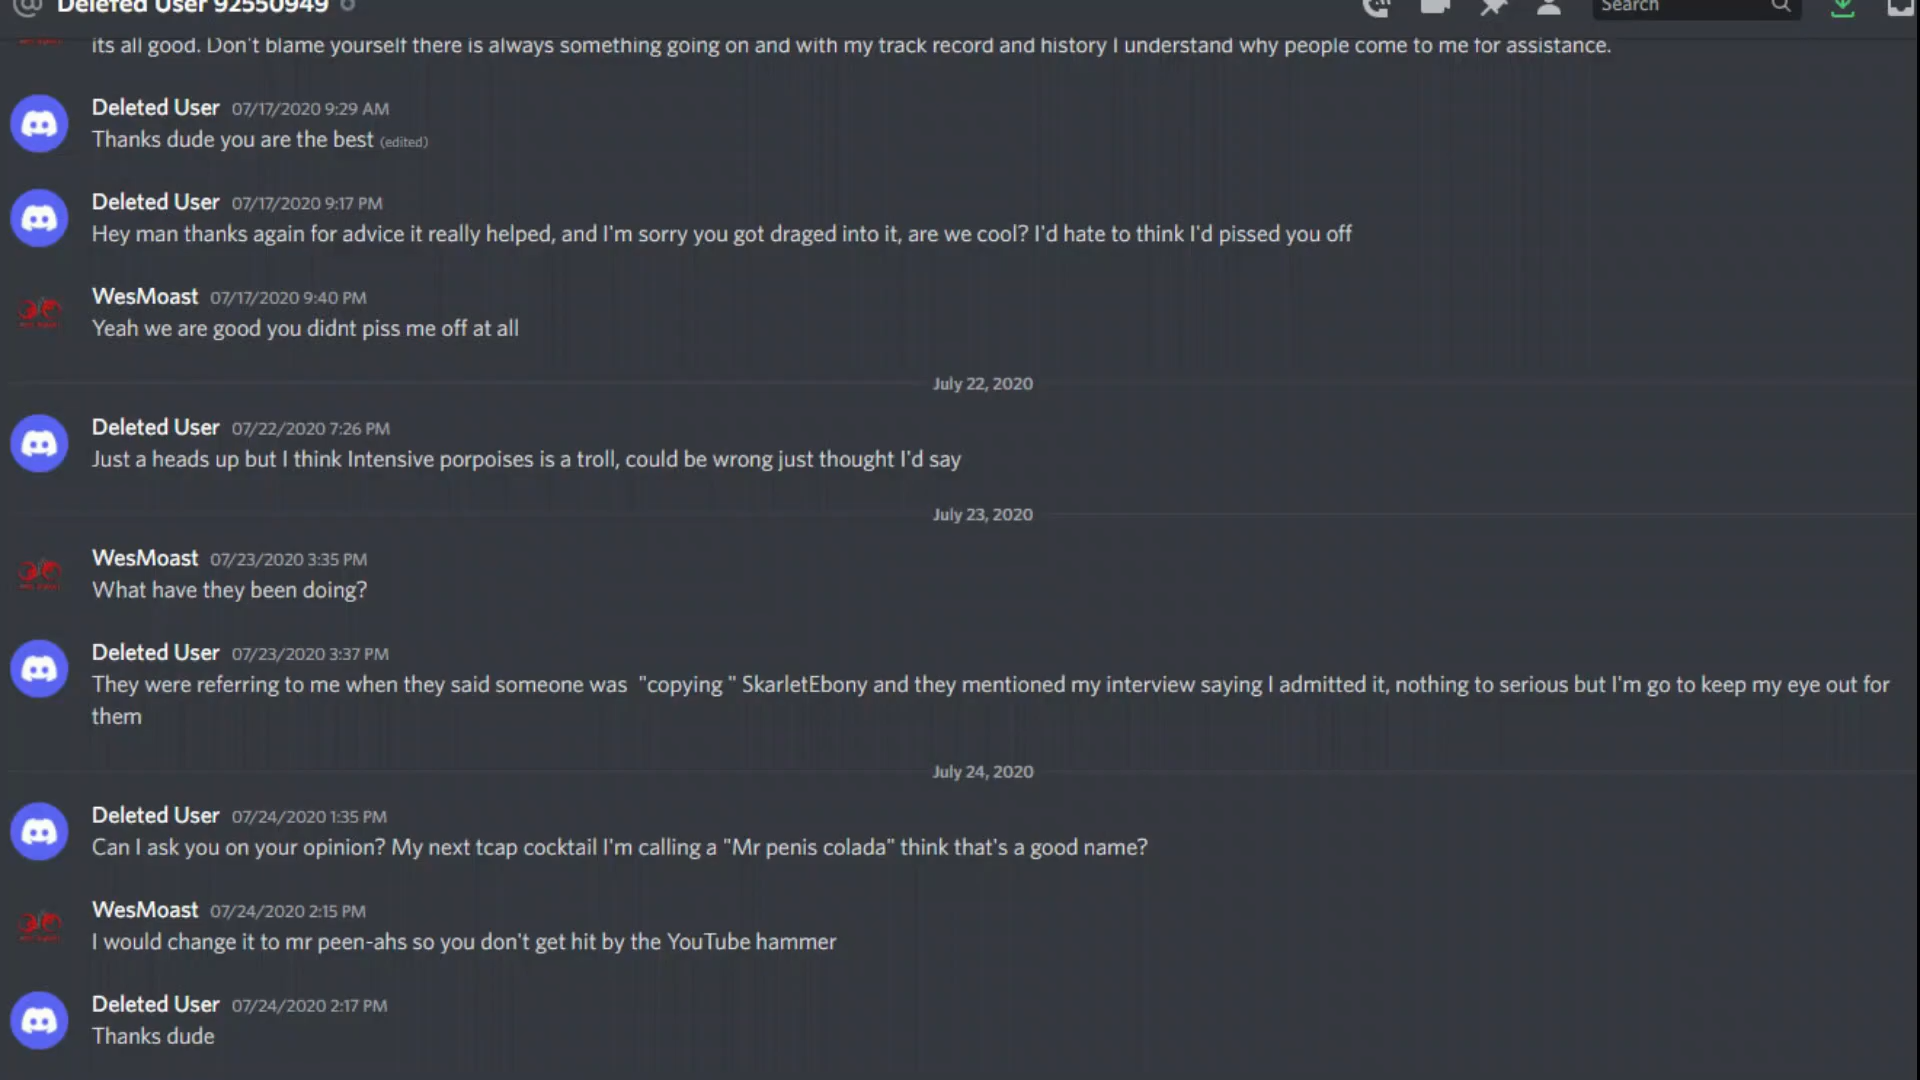 Deleted User 92550949
Search
its all good. Don't blame yourself there is always something going on and with my track record and history I understand why people come to me for assistance.
Deleted User 07/17/2020 9:29 AM
Thanks dude you are the best (edited)
Deleted User 07/17/2020 9:17 PM
Hey man thanks again for advice it really helped, and I'm sorry you got draged into it, are we cool? I'd hate to think I'd pissed you off
WesMoast 07/17/2020 9:40 PM
Yeah we are good you didnt piss me off at all
July 22, 2020
Deleted User 07/22/2020 7:26 PM
Just a heads up but I think Intensive porpoises is a troll, could be wrong just thought I'd say
July 23, 2020
WesMoast 07/23/2020 3:35 PM
What have they been doing?
Deleted User 07/23/2020 3:37 PM
They were referring to me when they said someone was "copying " SkarletEbony and they mentioned my interview saying I admitted it, nothing to serious but I'm go to keep my eye out for
them
July 24, 2020
Deleted User 07/24/2020 1:35 PM
Can I ask you on your opinion? My next tcap cocktail I'm calling a "Mr penis colada" think that's a good name?
WesMoast 07/24/2020 2:15 PM
I would change it to mr peen-ahs so you don't get hit by the YouTube hammer
Deleted User 07/24/2020 2:17 PM
Thanks dude